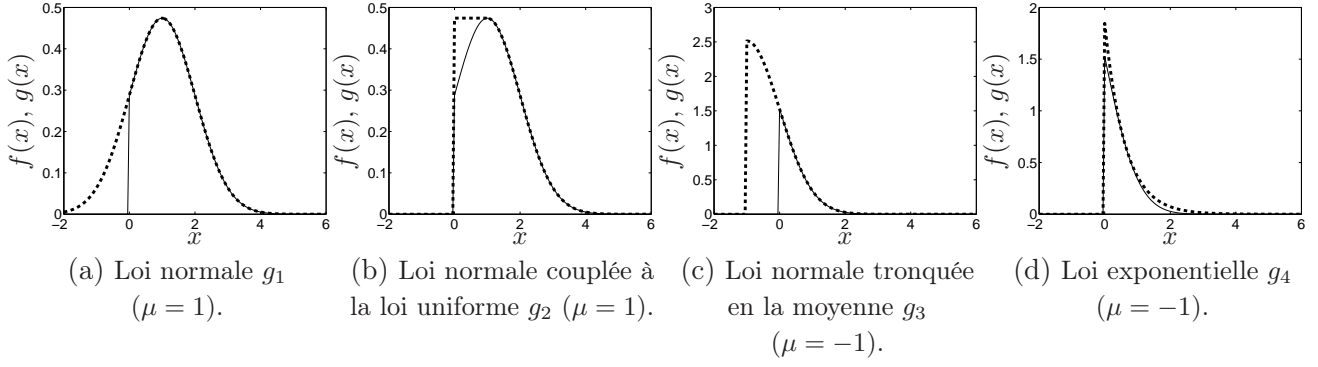 0.5
0.4
0.3
0.2
0.1
0
−2 0 2 4 6
x
f(x), g(x)
(a) Loi normale g₁
(μ = 1).
0.5
0.4
0.3
0.2
0.1
0
−2 0 2 4 6
x
f(x), g(x)
(b) Loi normale couplée à
la loi uniforme g₂ (μ = 1).
3
2.5
2
1.5
1
0.5
0
−2 0 2 4 6
x
f(x), g(x)
(c) Loi normale tronquée
en la moyenne g₃
(μ = −1).
2
1.5
1
0.5
0
−2 0 2 4 6
x
f(x), g(x)
(d) Loi exponentielle g₄
(μ = −1).